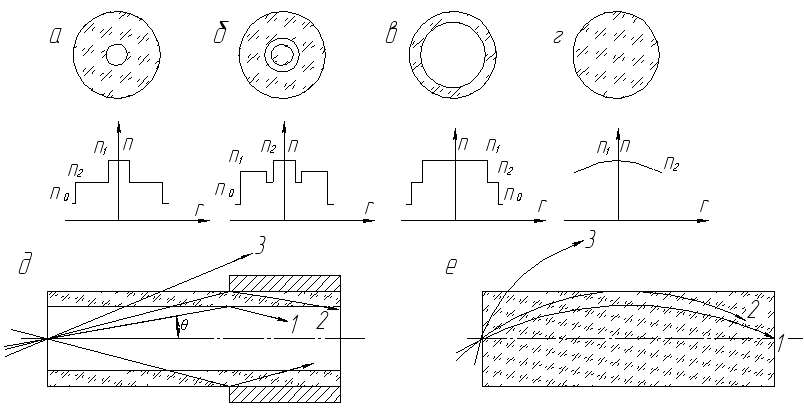 а б в г
n₁ n n₂ n₀ r
n₁ n₂ n n₀ r
n n₁ n₂ n₀ r
n₁ n n₂ r
д 3 1 2 θ
е 3 2 1